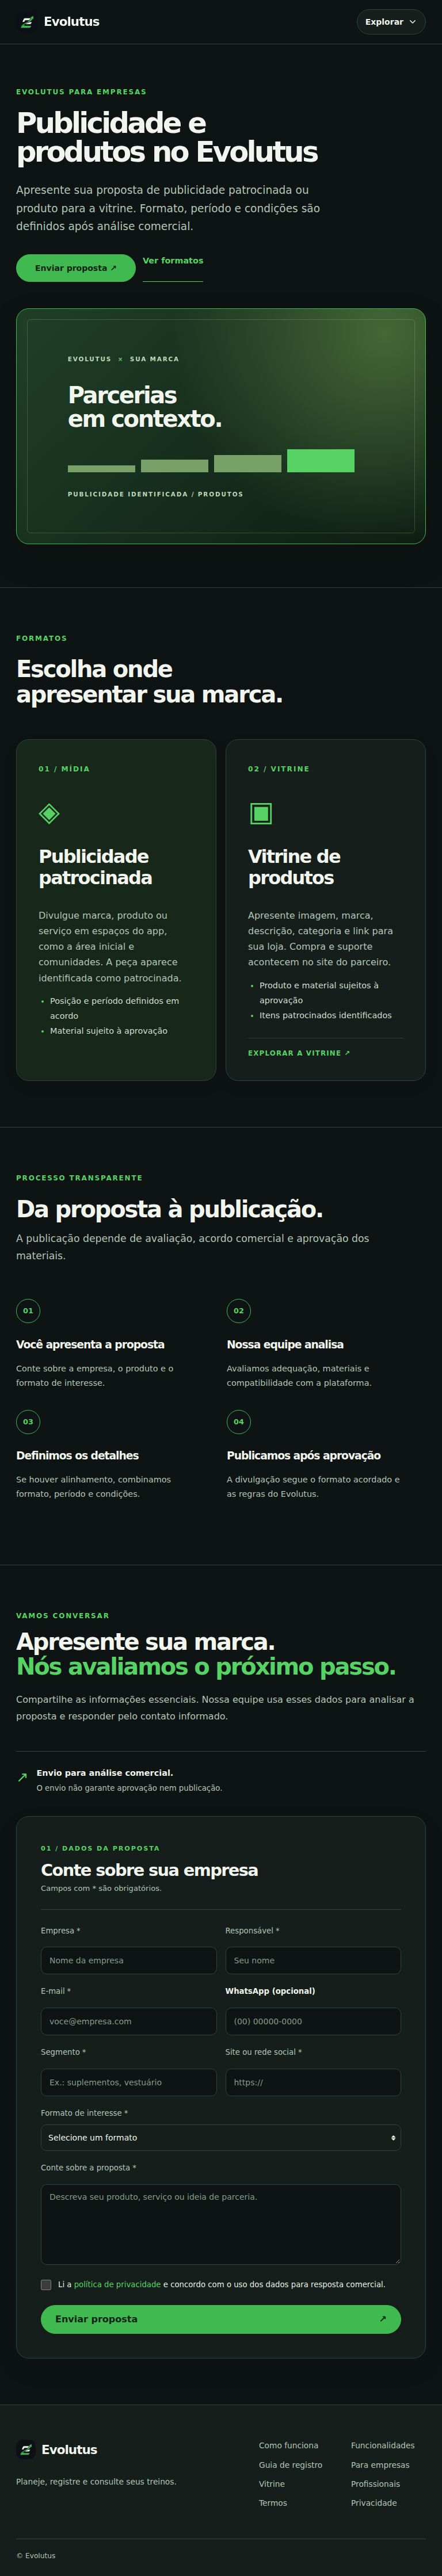 Evolutus
Explorar
EVOLUTUS PARA EMPRESAS
Publicidade e
produtos no Evolutus
Apresente sua proposta de publicidade patrocinada ou
produto para a vitrine. Formato, período e condições são
definidos após análise comercial.
Enviar proposta ↗
Ver formatos
EVOLUTUS × SUA MARCA
Parcerias
em contexto.
PUBLICIDADE IDENTIFICADA / PRODUTOS
FORMATOS
Escolha onde
apresentar sua marca.
01 / MÍDIA
Publicidade
patrocinada
Divulgue marca, produto ou
serviço em espaços do app,
como a área inicial e
comunidades. A peça aparece
identificada como patrocinada.
• Posição e período definidos em
acordo
• Material sujeito à aprovação
02 / VITRINE
Vitrine de
produtos
Apresente imagem, marca,
descrição, categoria e link para
sua loja. Compra e suporte
acontecem no site do parceiro.
• Produto e material sujeitos à
aprovação
• Itens patrocinados identificados
EXPLORAR A VITRINE ↗
PROCESSO TRANSPARENTE
Da proposta à publicação.
A publicação depende de avaliação, acordo comercial e aprovação dos
materiais.
01
Você apresenta a proposta
Conte sobre a empresa, o produto e o
formato de interesse.
02
Nossa equipe analisa
Avaliamos adequação, materiais e
compatibilidade com a plataforma.
03
Definimos os detalhes
Se houver alinhamento, combinamos
formato, período e condições.
04
Publicamos após aprovação
A divulgação segue o formato acordado e
as regras do Evolutus.
VAMOS CONVERSAR
Apresente sua marca.
Nós avaliamos o próximo passo.
Compartilhe as informações essenciais. Nossa equipe usa esses dados para analisar a
proposta e responder pelo contato informado.
↗ Envio para análise comercial.
O envio não garante aprovação nem publicação.
01 / DADOS DA PROPOSTA
Conte sobre sua empresa
Campos com * são obrigatórios.
Empresa *
Nome da empresa
Responsável *
Seu nome
E-mail *
voce@empresa.com
WhatsApp (opcional)
(00) 00000-0000
Segmento *
Ex.: suplementos, vestuário
Site ou rede social *
https://
Formato de interesse *
Selecione um formato
Conte sobre a proposta *
Descreva seu produto, serviço ou ideia de parceria.
Li a política de privacidade e concordo com o uso dos dados para resposta comercial.
Enviar proposta ↗
Evolutus
Planeje, registre e consulte seus treinos.
Como funciona
Funcionalidades
Guia de registro
Para empresas
Vitrine
Profissionais
Termos
Privacidade
© Evolutus